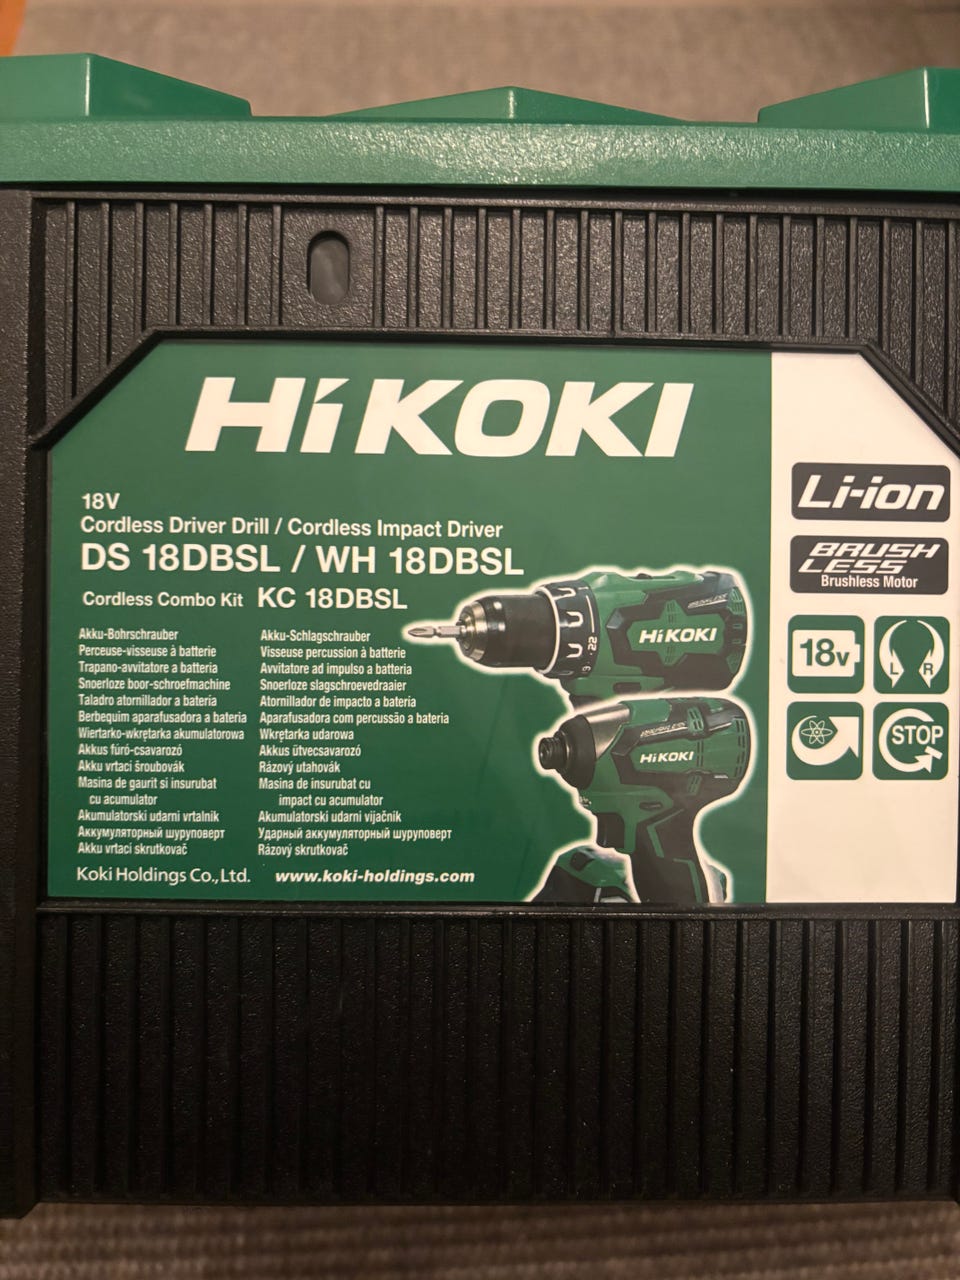 HiKOKI
18V
Cordless Driver Drill / Cordless Impact Driver
DS 18DBSL / WH 18DBSL
Cordless Combo Kit KC 18DBSL
Akku-Bohrschrauber
Perceuse-visseuse à batterie
Trapano-avvitatore a batteria
Snoerloze boor-schroefmachine
Taladro atornillador a bateria
Berbequim aparafusadora a bateria
Wiertarko-wkrętarka akumulatorowa
Akkus fúró-csavarozó
Akku vrtací šroubovák
Masina de gaurit si insurubat
cu acumulator
Akumulatorski udarni vrtalnik
Аккумуляторный шуруповерт
Akku vrtací skrutkovač
Akku-Schlagschrauber
Visseuse percussion à batterie
Avvitatore ad impulso a batteria
Snoerloze slagschroevedraaier
Atornillador de impacto a bateria
Aparafusadora com percussão a bateria
Wkrętarka udarowa
Akkus ütvecsavarozó
Rázový utahovák
Masina de insurubat cu
impact cu acumulator
Akumulatorski udarni vijačnik
Ударный аккумуляторный шуруповерт
Rázový skrutkovač
Koki Holdings Co.,Ltd. www.koki-holdings.com
HiKOKI
22
HiKOKI
Li-ion
BRUSH
LESS
Brushless Motor
18v
L R
STOP